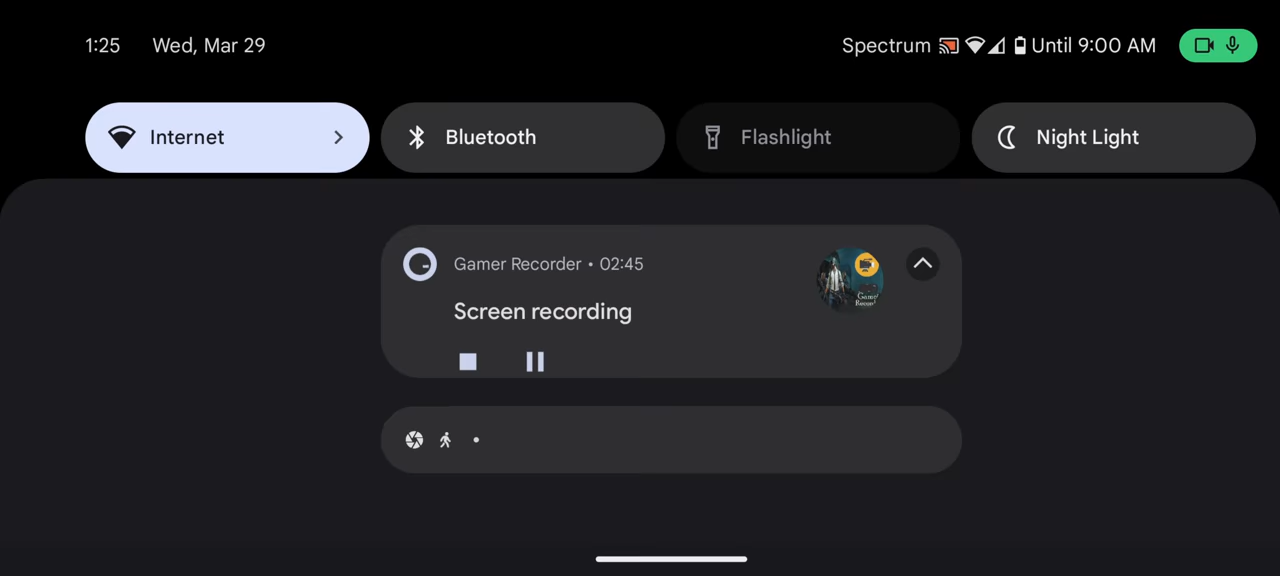 1:25 Wed, Mar 29 Spectrum Until 9:00 AM
Internet Bluetooth Flashlight Night Light
Gamer Recorder • 02:45
Screen recording